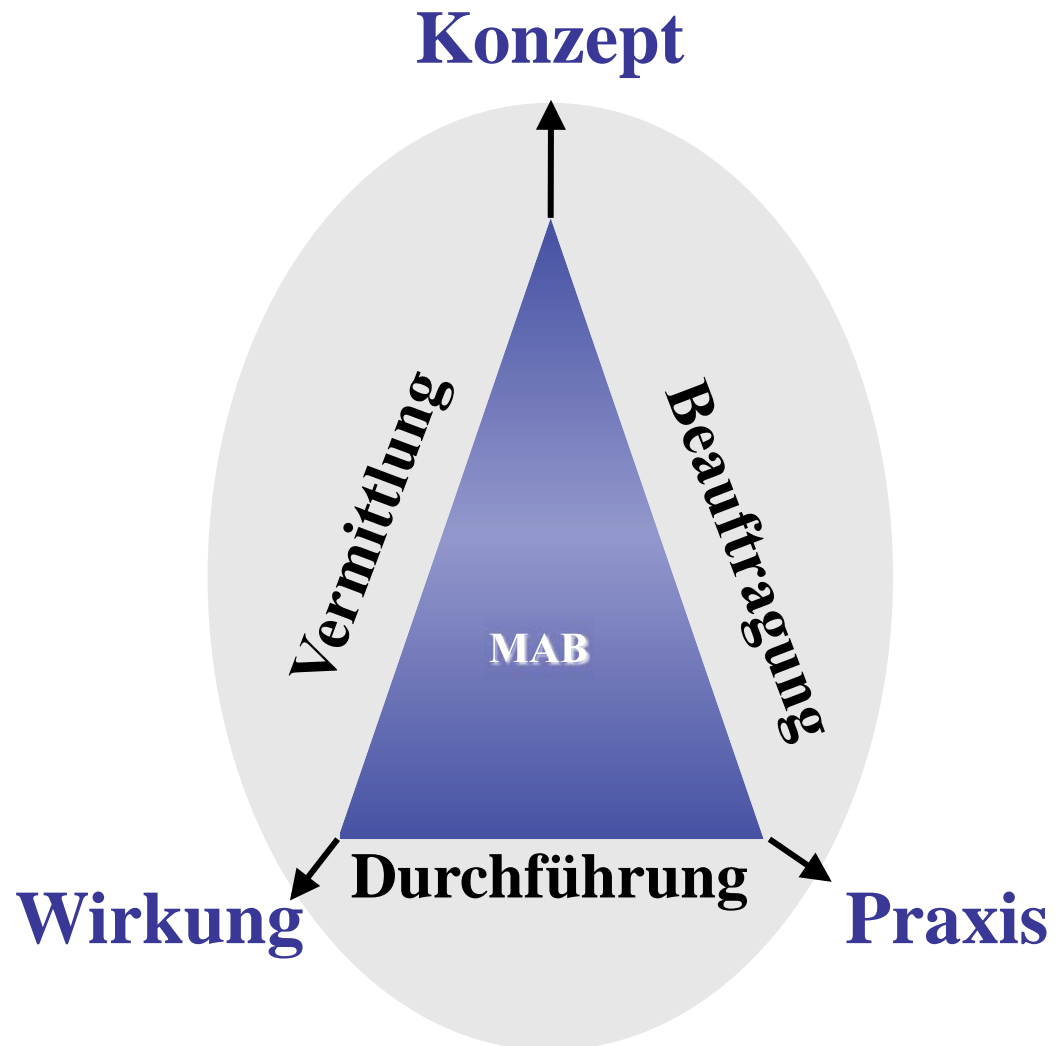 Konzept
Vermittlung
Beauftragung
MAB
Durchführung
Wirkung
Praxis